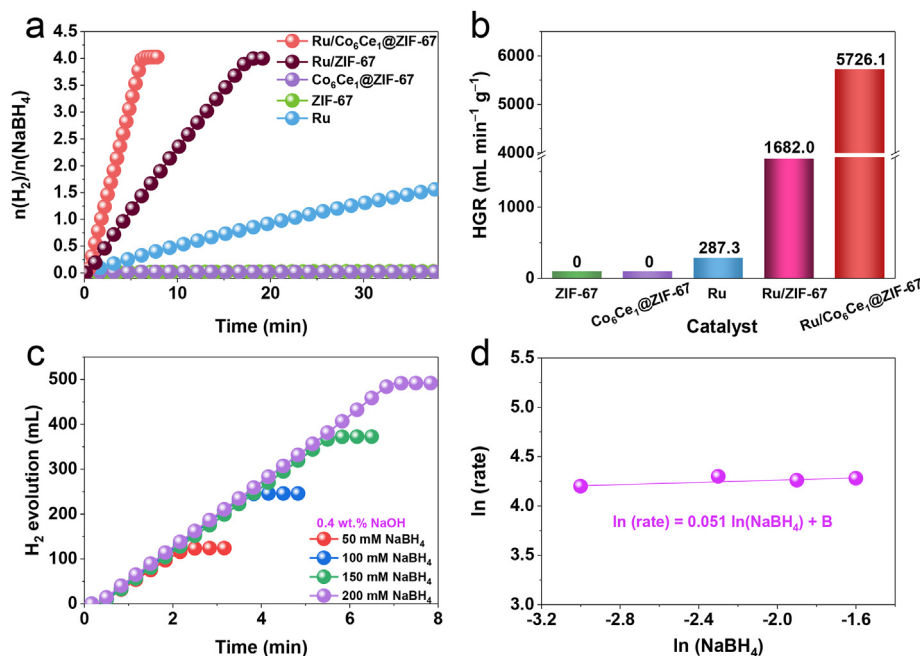 a
n(H₂)/n(NaBH₄)
4.5
4.0
3.5
3.0
2.5
2.0
1.5
1.0
0.5
0.0
Ru/Co₆Ce₁@ZIF-67
Ru/ZIF-67
Co₆Ce₁@ZIF-67
ZIF-67
Ru
0
10
20
30
Time (min)
b
HGR (mL min⁻¹ g⁻¹)
6000
5000
4000
1000
0
0
0
287.3
1682.0
5726.1
ZIF-67
Co₆Ce₁@ZIF-67
Ru
Ru/ZIF-67
Ru/Co₆Ce₁@ZIF-67
Catalyst
c
H₂ evolution (mL)
500
400
300
200
100
0
0.4 wt.% NaOH
50 mM NaBH₄
100 mM NaBH₄
150 mM NaBH₄
200 mM NaBH₄
0
2
4
6
8
Time (min)
d
ln (rate)
5.5
5.0
4.5
4.0
3.5
3.0
ln (rate) = 0.051 ln(NaBH₄) + B
-3.2
-2.8
-2.4
-2.0
-1.6
ln (NaBH₄)